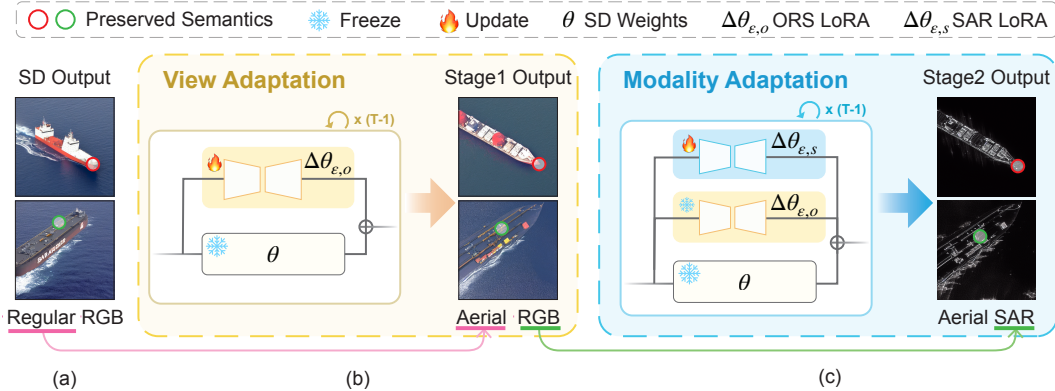 Preserved Semantics Freeze Update θ SD Weights Δθε,o ORS LoRA Δθε,s SAR LoRA
SD Output
View Adaptation
Stage1 Output
Modality Adaptation
Stage2 Output
x (T-1)
Δθε,o
θ
x (T-1)
Δθε,s
Δθε,o
θ
Regular RGB
Aerial RGB
Aerial SAR
(a)
(b)
(c)